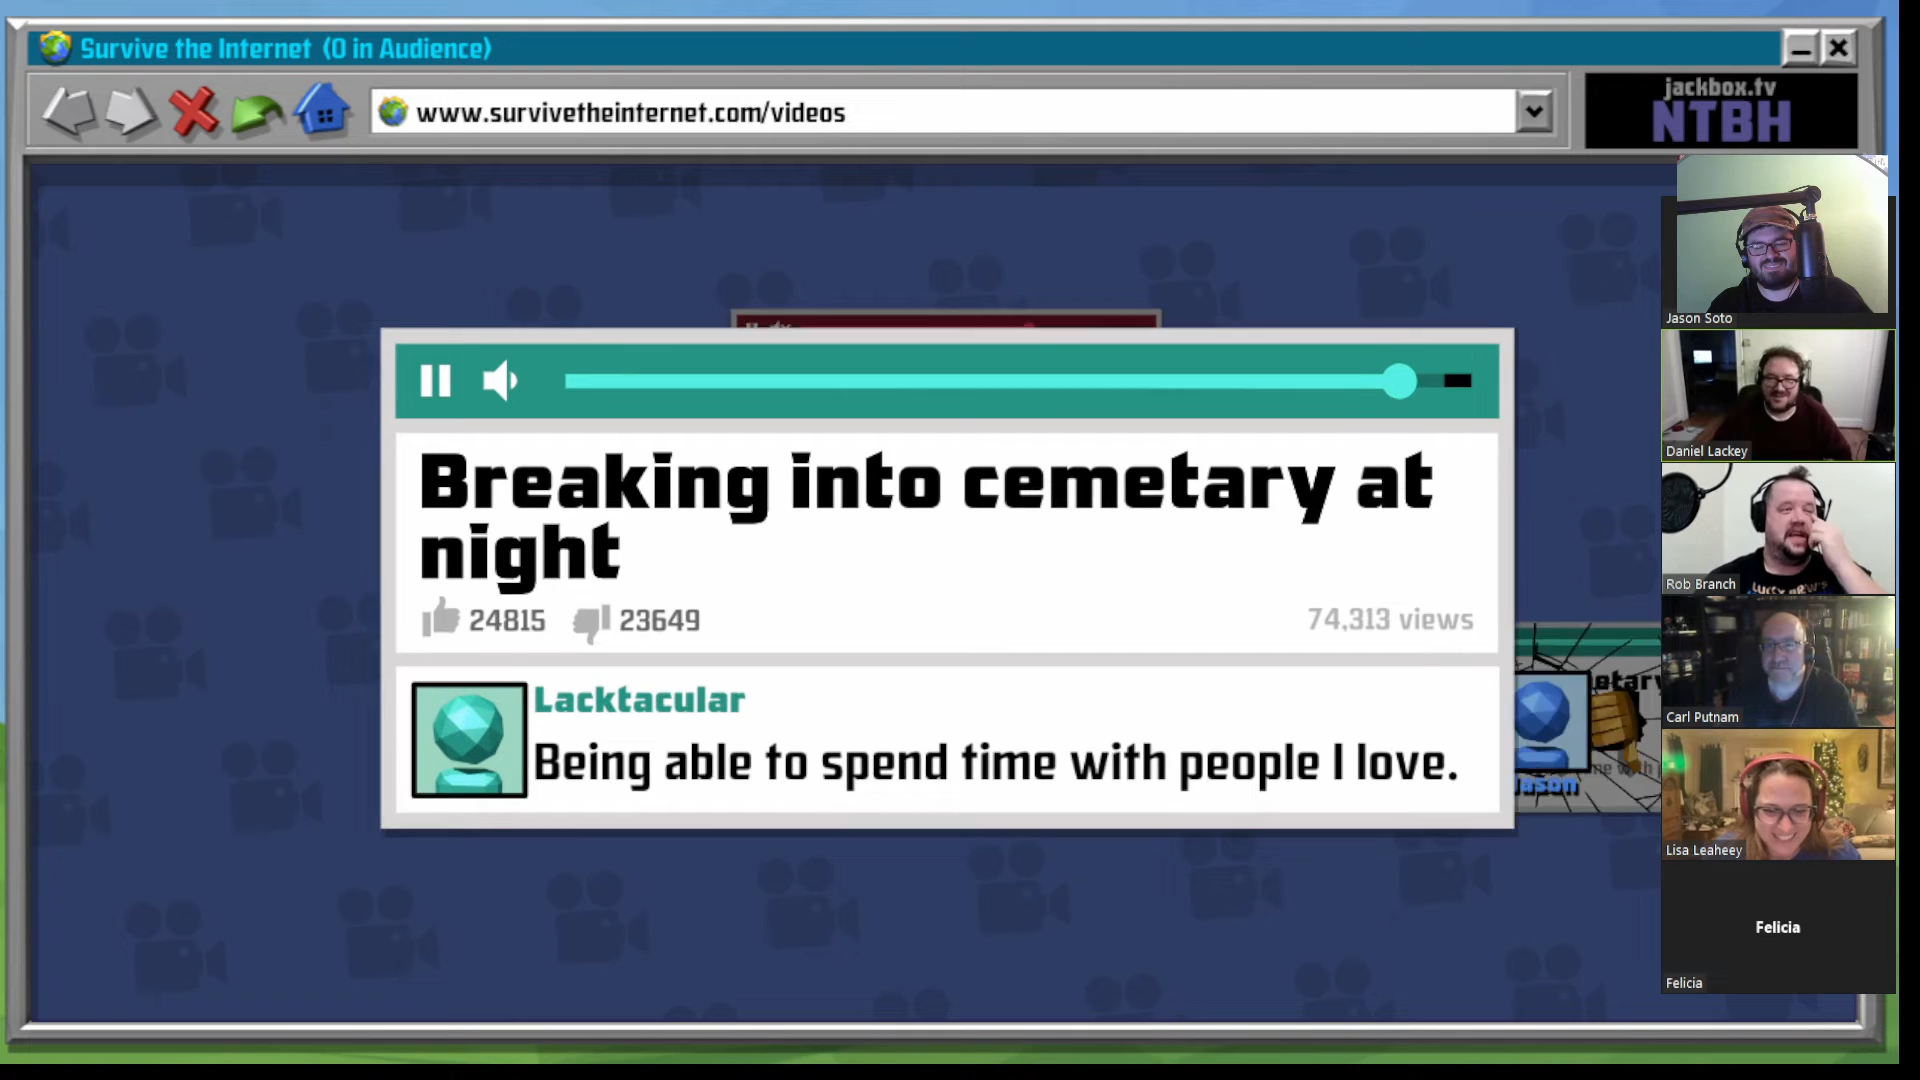 Survive the Internet (0 in Audience)
www.survivetheinternet.com/videos
jackbox.tv
NTBH
Breaking into cemetary at
night
24815 23649 74,313 views
Lacktacular
Being able to spend time with people I love.
Jason
Jason Soto
Daniel Lackey
Rob Branch
Carl Putnam
Lisa Leaheey
Felicia
Felicia